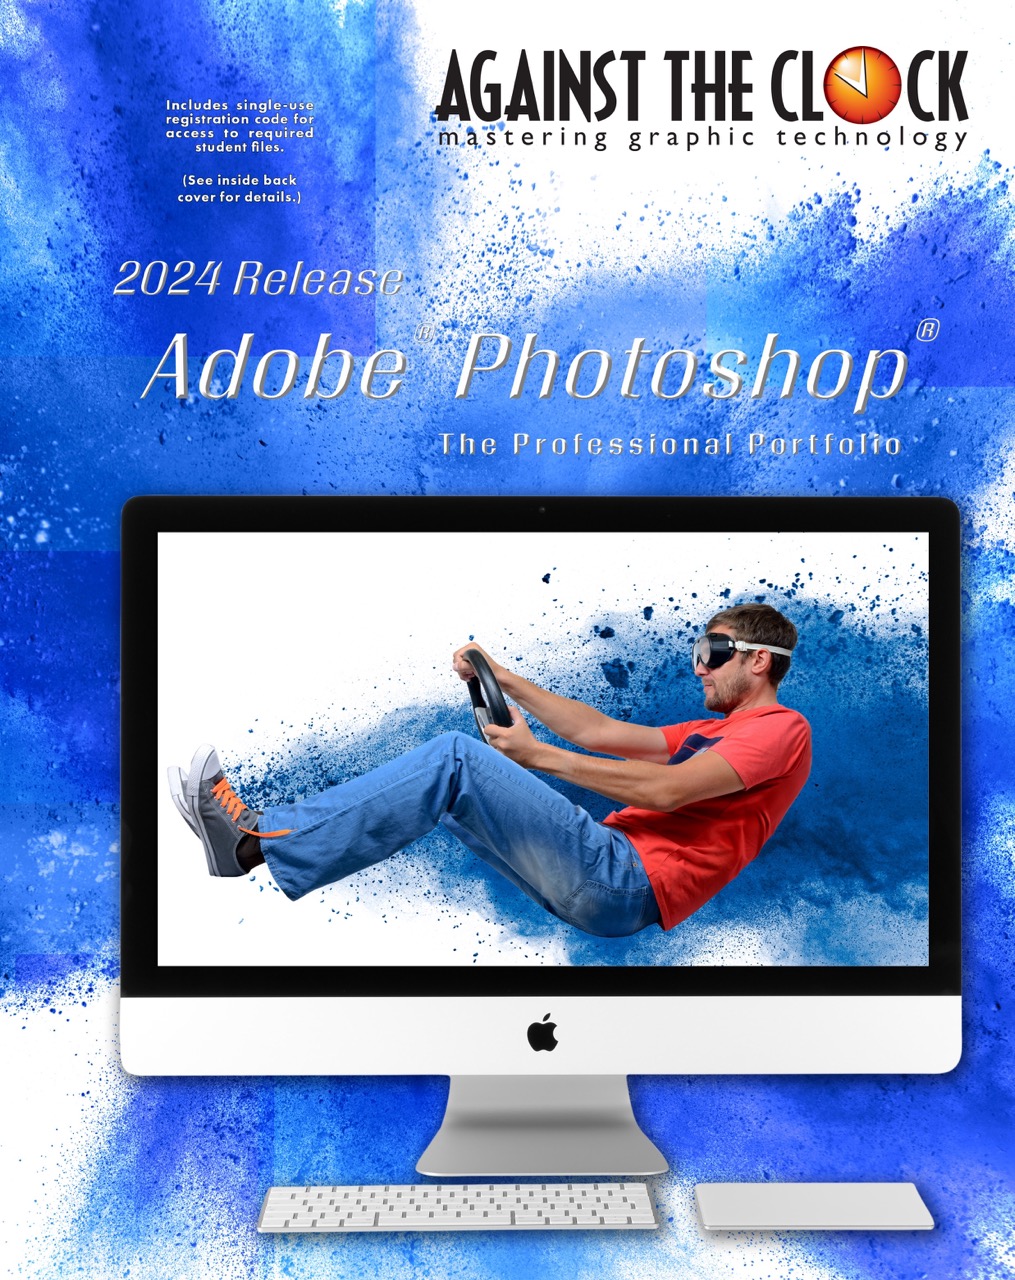 AGAINST THE CLOCK
mastering graphic technology
Includes single-use
registration code for
access to required
student files.
(See inside back
cover for details.)
2024 Release
Adobe® Photoshop®
The Professional Portfolio